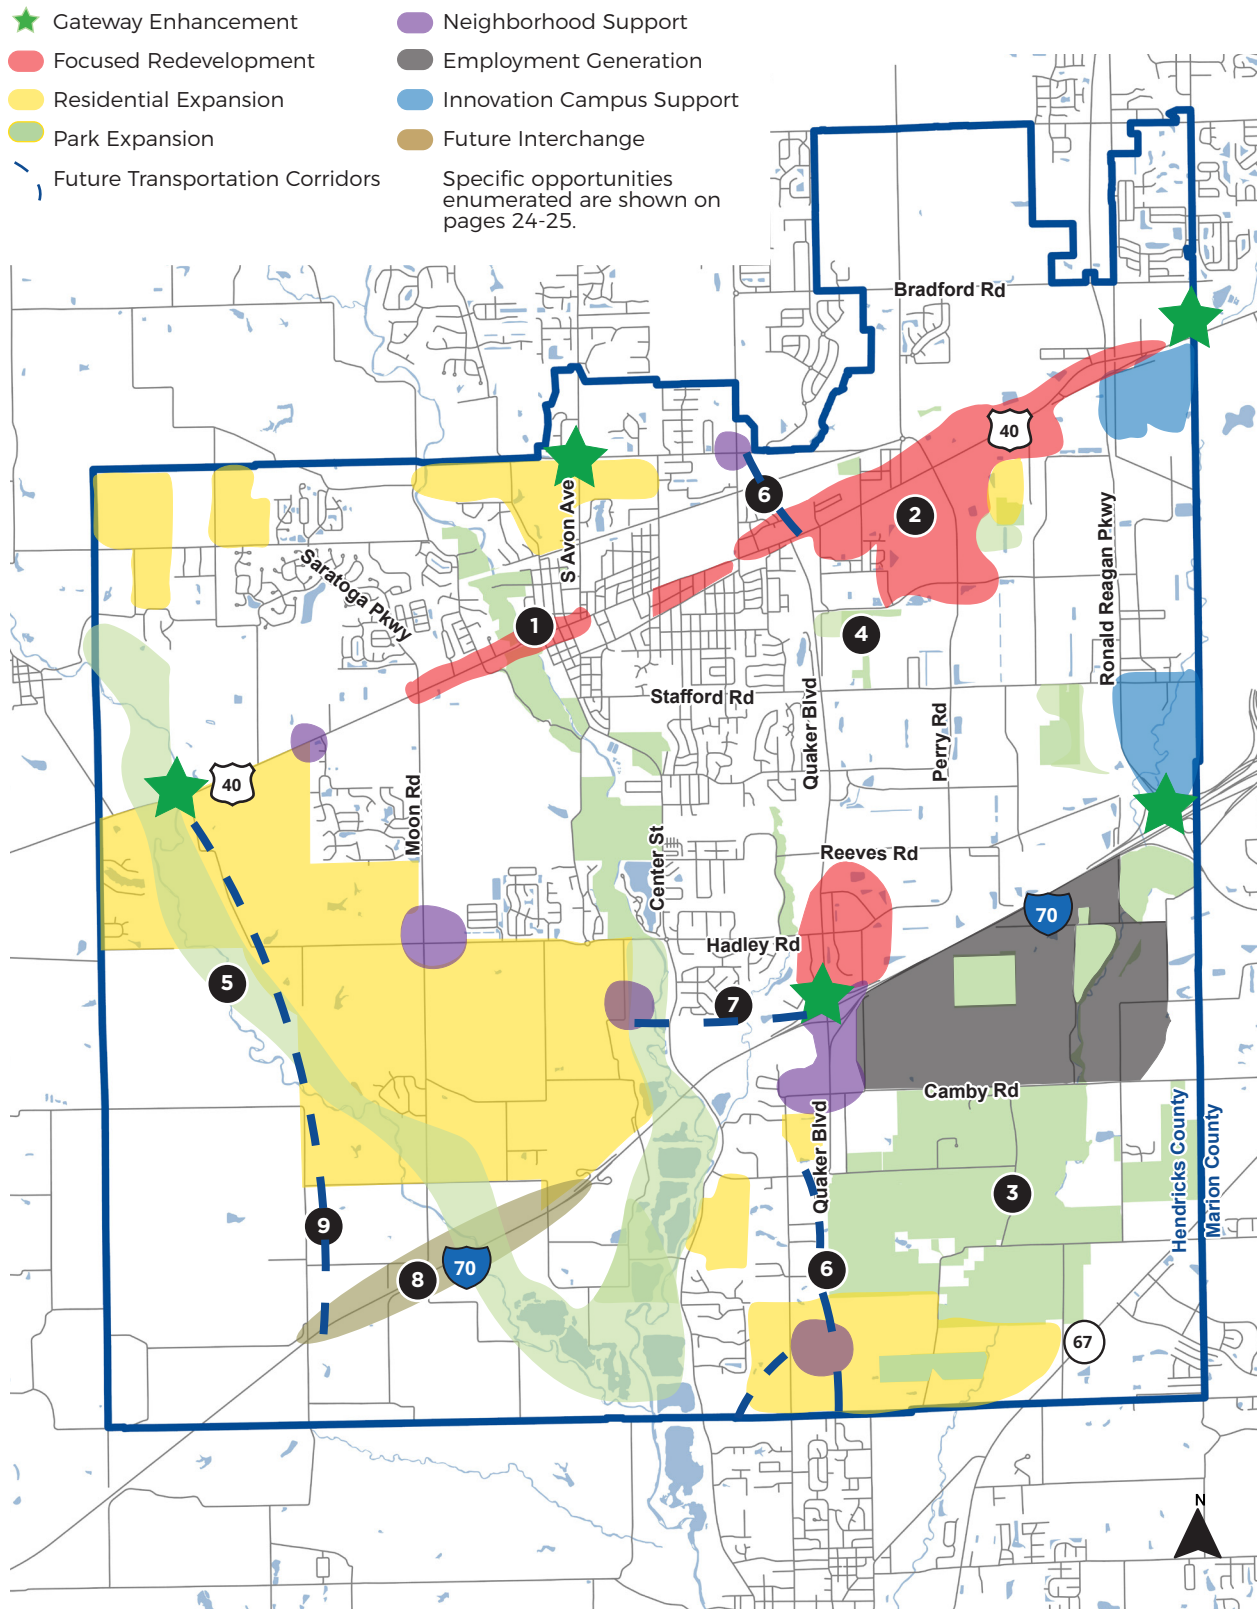 Gateway Enhancement
Focused Redevelopment
Residential Expansion
Park Expansion
Future Transportation Corridors
Neighborhood Support
Employment Generation
Innovation Campus Support
Future Interchange
Specific opportunities
enumerated are shown on
pages 24-25.
Bradford Rd
40
6
2
S Avon Ave
Saratoga Pkwy
Ronald Reagan Pkwy
1
4
Stafford Rd
Quaker Blvd
Perry Rd
40
Moon Rd
Center St
Reeves Rd
70
Hadley Rd
5
7
Camby Rd
Quaker Blvd
Hendricks County
Marion County
3
9
8
70
6
67
N